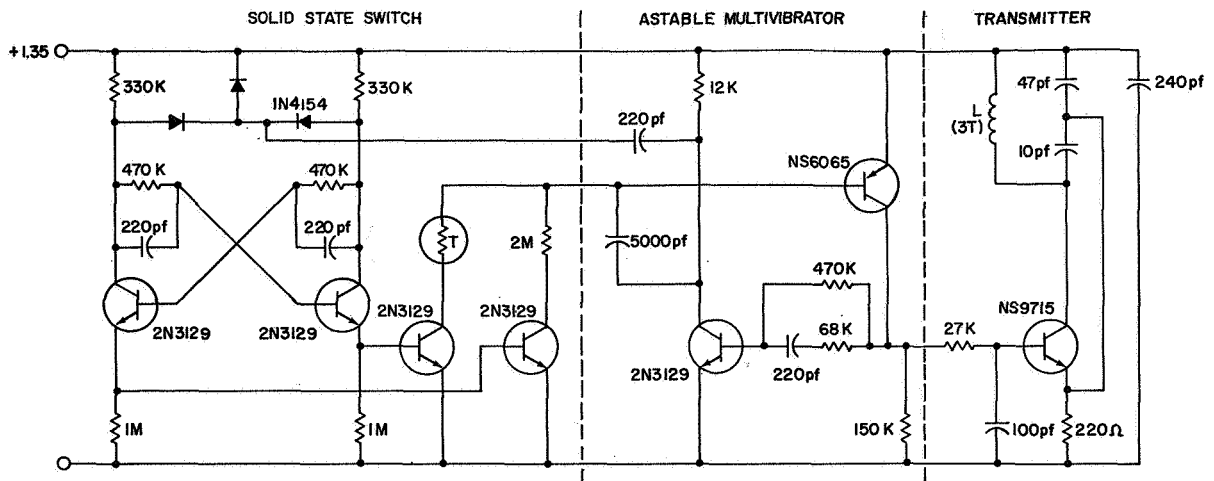 SOLID STATE SWITCH
ASTABLE MULTIVIBRATOR
TRANSMITTER
+1.35
330K
1N4154
330K
12K
220pf
L
(3T)
47pf
10pf
240pf
470K
470K
220pf
220pf
T
2M
5000pf
NS6065
470K
68K
220pf
27K
NS9715
2N3129
2N3129
2N3129
2N3129
2N3129
1M
1M
150K
100pf
220Ω